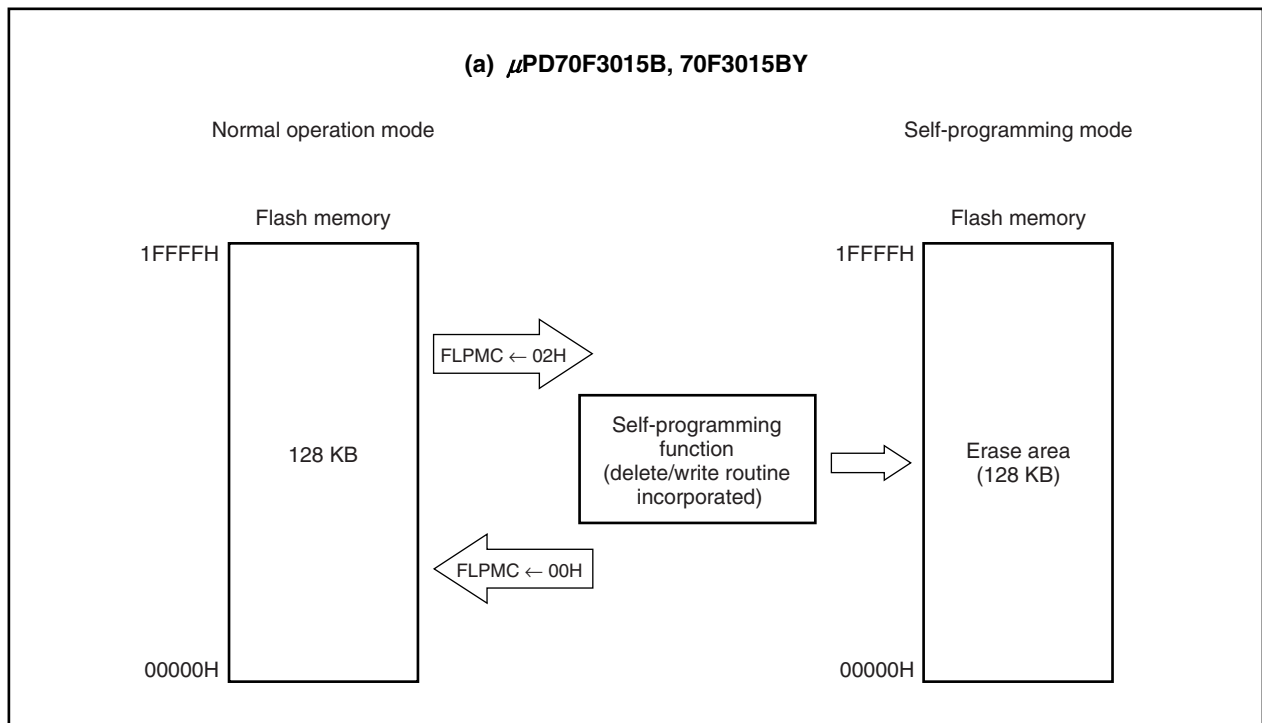 (a) μPD70F3015B, 70F3015BY
Normal operation mode
Self-programming mode
Flash memory
Flash memory
1FFFFH
1FFFFH
FLPMC ← 02H
128 KB
Self-programming
function
(delete/write routine
incorporated)
Erase area
(128 KB)
FLPMC ← 00H
00000H
00000H